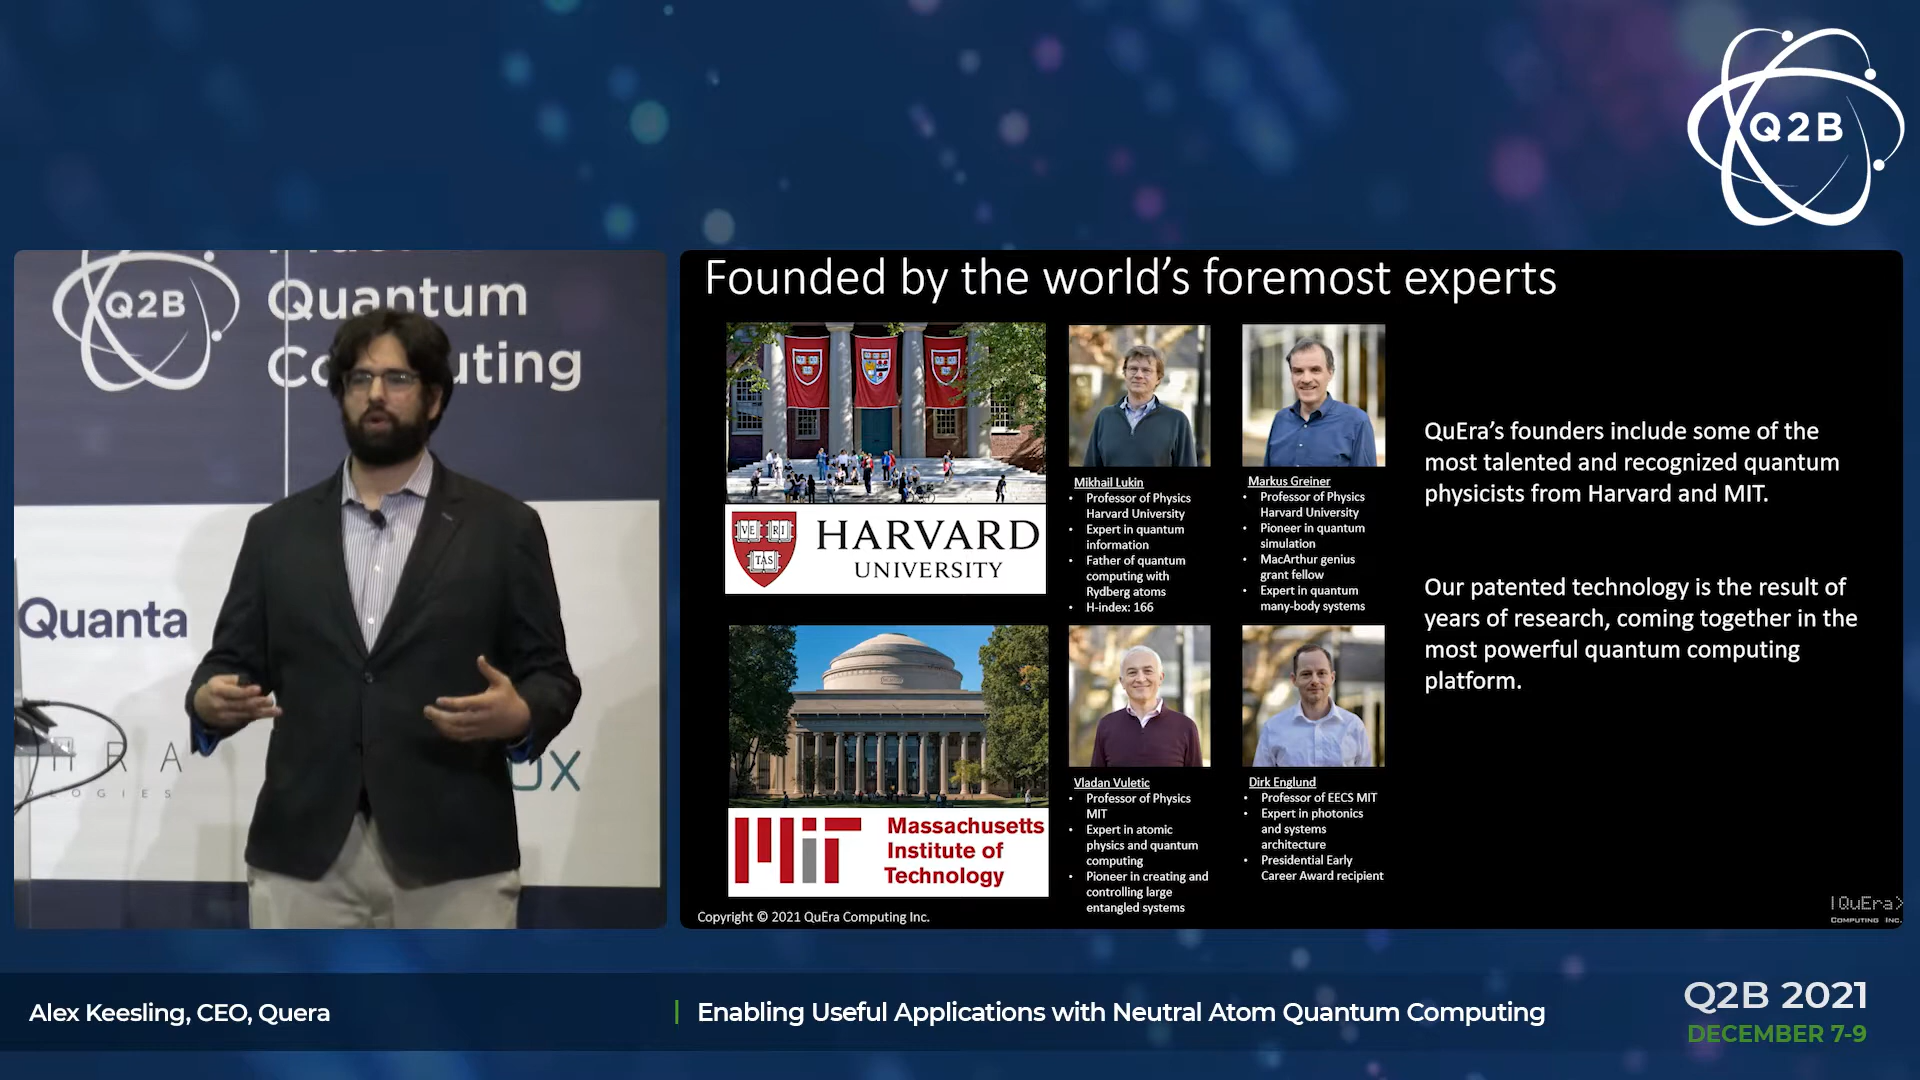 Q2B
Q2B
Quantum
Quanta
OGIES
Founded by the world's foremost experts
VE RI
TAS
HARVARD
UNIVERSITY
Mikhail Lukin
• Professor of Physics
Harvard University
• Expert in quantum
information
• Father of quantum
computing with
Rydberg atoms
• H-index: 166
Markus Greiner
• Professor of Physics
Harvard University
• Pioneer in quantum
simulation
• MacArthur genius
grant fellow
• Expert in quantum
many-body systems
QuEra's founders include some of the
most talented and recognized quantum
physicists from Harvard and MIT.
Our patented technology is the result of
years of research, coming together in the
most powerful quantum computing
platform.
MIT
Massachusetts
Institute of
Technology
Vladan Vuletic
• Professor of Physics
MIT
• Expert in atomic
physics and quantum
computing
• Pioneer in creating and
controlling large
entangled systems
Dirk Englund
• Professor of EECS MIT
• Expert in photonics
and systems
architecture
• Presidential Early
Career Award recipient
Copyright © 2021 QuEra Computing Inc.
|QuEra>
COMPUTING INC.
Alex Keesling, CEO, Quera
Enabling Useful Applications with Neutral Atom Quantum Computing
Q2B 2021
DECEMBER 7-9